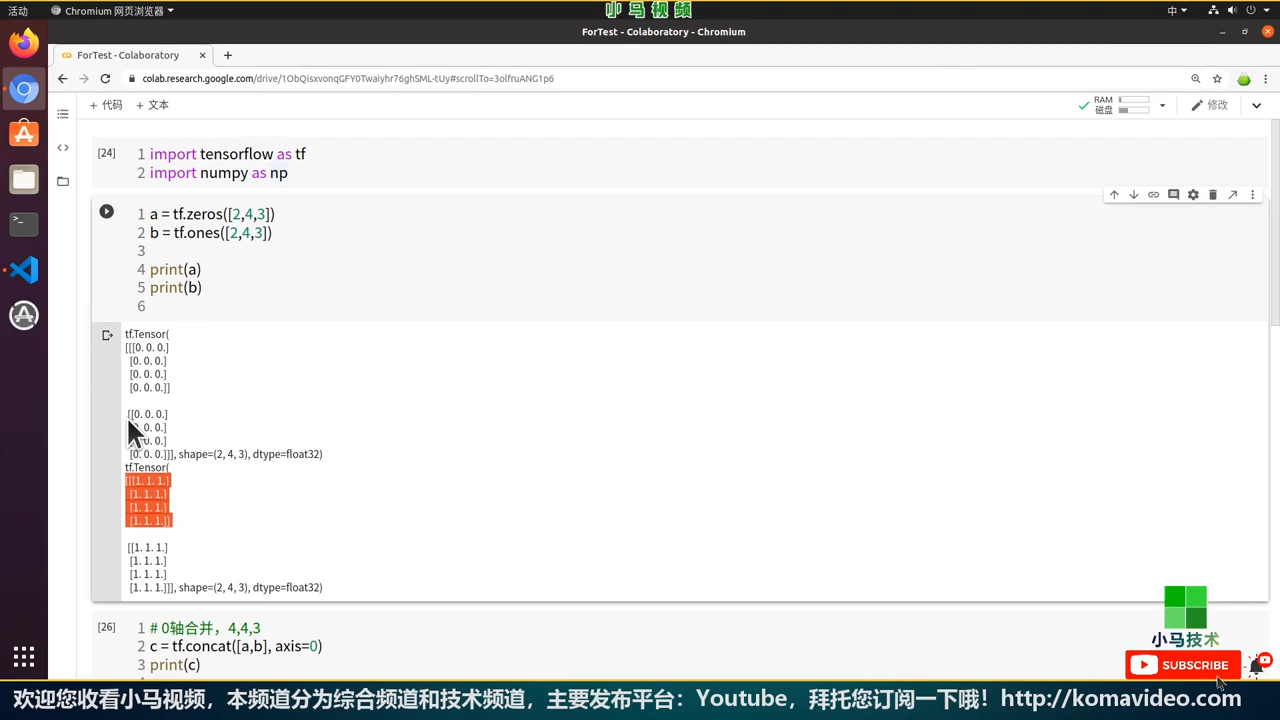 活动
Chromium 网页浏览器
小马视频
中
ForTest - Colaboratory - Chromium
ForTest - Colaboratory
colab.research.google.com/drive/1ObQisxvonqGFY0Twaiyhr76ghSML-tUy#scrollTo=3olfruANG1p6
+ 代码 + 文本
RAM
磁盘
修改
[24]
1 import tensorflow as tf
2 import numpy as np
1 a = tf.zeros([2,4,3])
2 b = tf.ones([2,4,3])
3
4 print(a)
5 print(b)
6
tf.Tensor(
[[[0. 0. 0.]
[0. 0. 0.]
[0. 0. 0.]
[0. 0. 0.]]
[[0. 0. 0.]
0. 0.]
0. 0.]
[0. 0. 0.]]], shape=(2, 4, 3), dtype=float32)
tf.Tensor(
[[[1. 1. 1.]
[1. 1. 1.]
[1. 1. 1.]
[1. 1. 1.]]
[[1. 1. 1.]
[1. 1. 1.]
[1. 1. 1.]
[1. 1. 1.]]], shape=(2, 4, 3), dtype=float32)
[26]
1 # 0轴合并，4,4,3
2 c = tf.concat([a,b], axis=0)
3 print(c)
小马技术
SUBSCRIBE
欢迎您收看小马视频，本频道分为综合频道和技术频道，主要发布平台：Youtube，拜托您订阅一下哦！http://komavideo.com